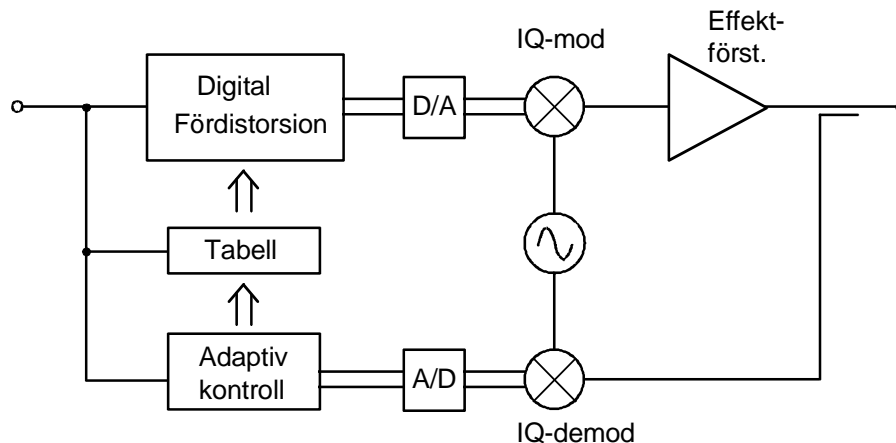 Effekt-
först.
IQ-mod
Digital
Fördistorsion
D/A
Tabell
Adaptiv
kontroll
A/D
IQ-demod